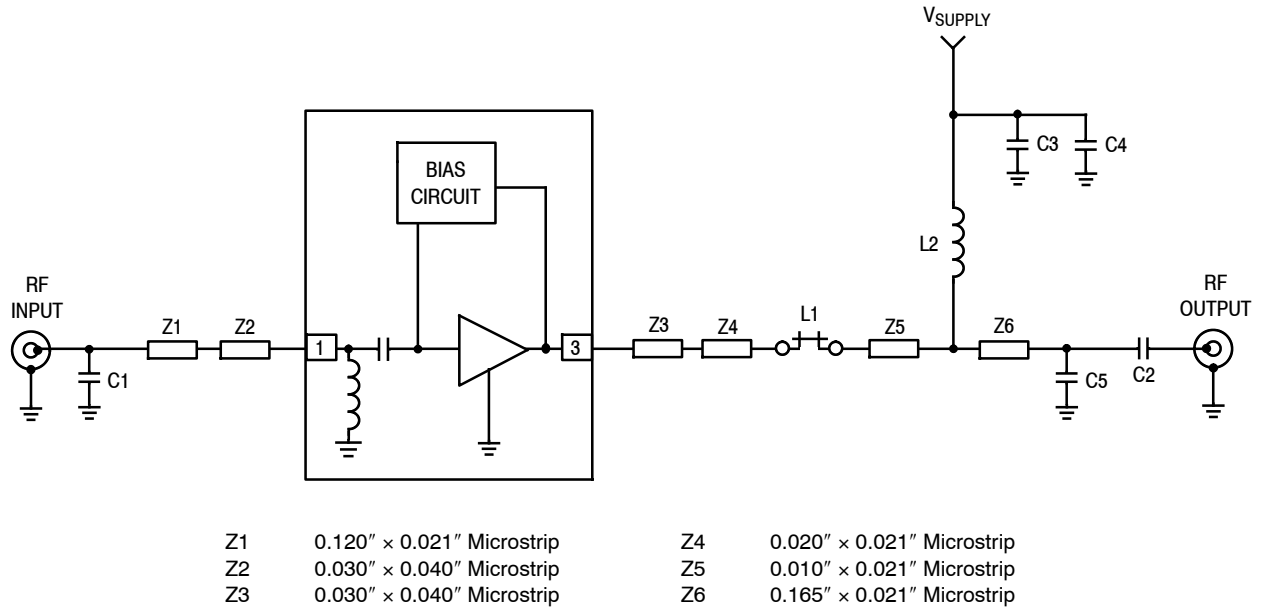 VSUPPLY
C3
C4
BIAS
CIRCUIT
L2
RF
INPUT
RF
OUTPUT
Z1
Z2
1
3
Z3
Z4
L1
Z5
Z6
C1
C5
C2
Z1 0.120″ × 0.021″ Microstrip
Z2 0.030″ × 0.040″ Microstrip
Z3 0.030″ × 0.040″ Microstrip
Z4 0.020″ × 0.021″ Microstrip
Z5 0.010″ × 0.021″ Microstrip
Z6 0.165″ × 0.021″ Microstrip